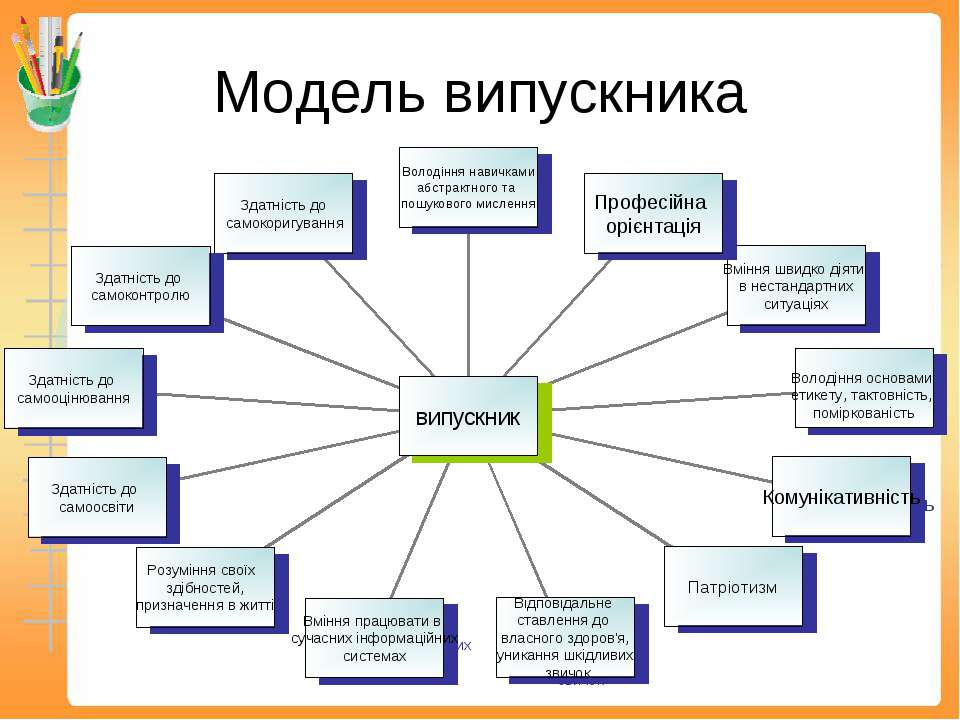 Модель випускника
Володіння навичками
абстрактного та
пошукового мислення
Професійна
орієнтація
Вміння швидко діяти
в нестандартних
ситуаціях
Володіння основами
етикету, тактовність,
поміркованість
Комунікативність
Патріотизм
Відповідальне
ставлення до
власного здоров'я,
уникання шкідливих
звичок
Вміння працювати в
сучасних інформаційних
системах
Розуміння своїх
здібностей,
призначення в житті
Здатність до
самоосвіти
Здатність до
самооцінювання
Здатність до
самоконтролю
Здатність до
самокоригування
випускник